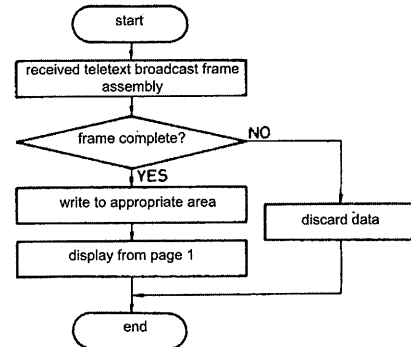 start
received teletext broadcast frame
assembly
frame complete?
NO
YES
write to appropriate area
discard data
display from page 1
end